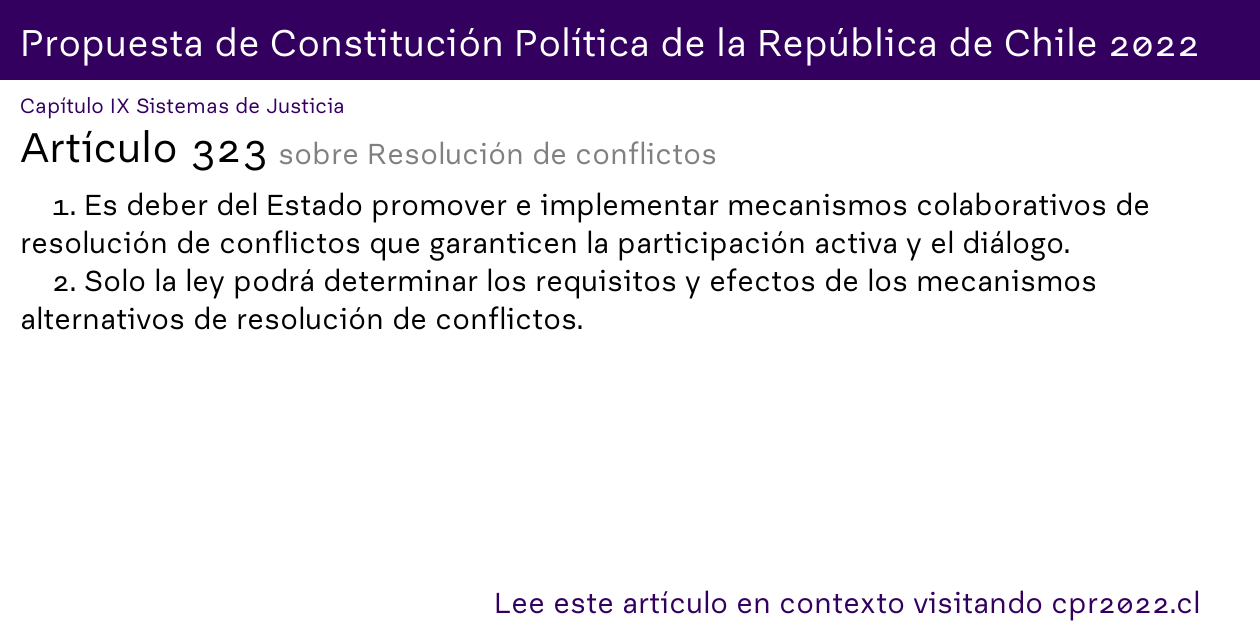 Propuesta de Constitución Política de la República de Chile 2022
Capítulo IX Sistemas de Justicia
Artículo 323 sobre Resolución de conflictos
1. Es deber del Estado promover e implementar mecanismos colaborativos de
resolución de conflictos que garanticen la participación activa y el diálogo.
2. Solo la ley podrá determinar los requisitos y efectos de los mecanismos
alternativos de resolución de conflictos.
Lee este artículo en contexto visitando cpr2022.cl